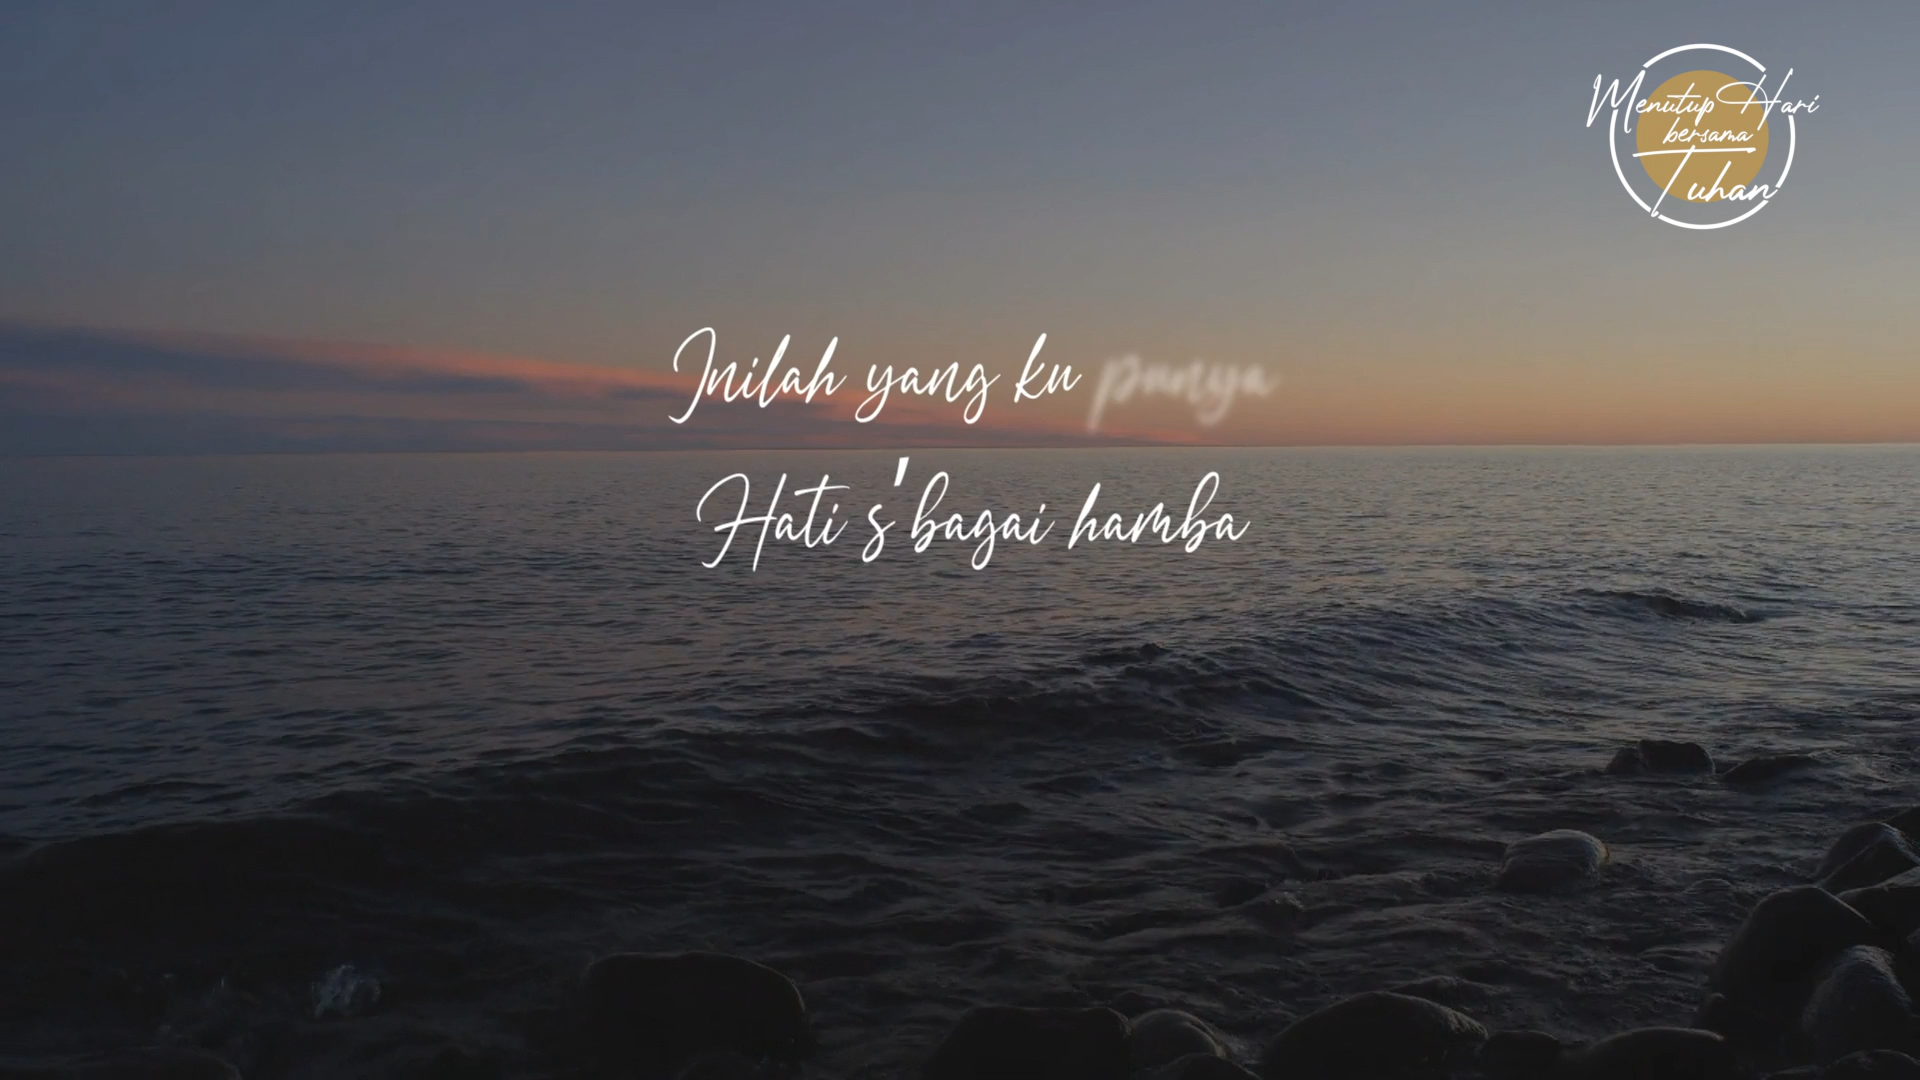 Menutup Hari
bersama
Tuhan
Inilah yang ku punya
Hati s'bagai hamba